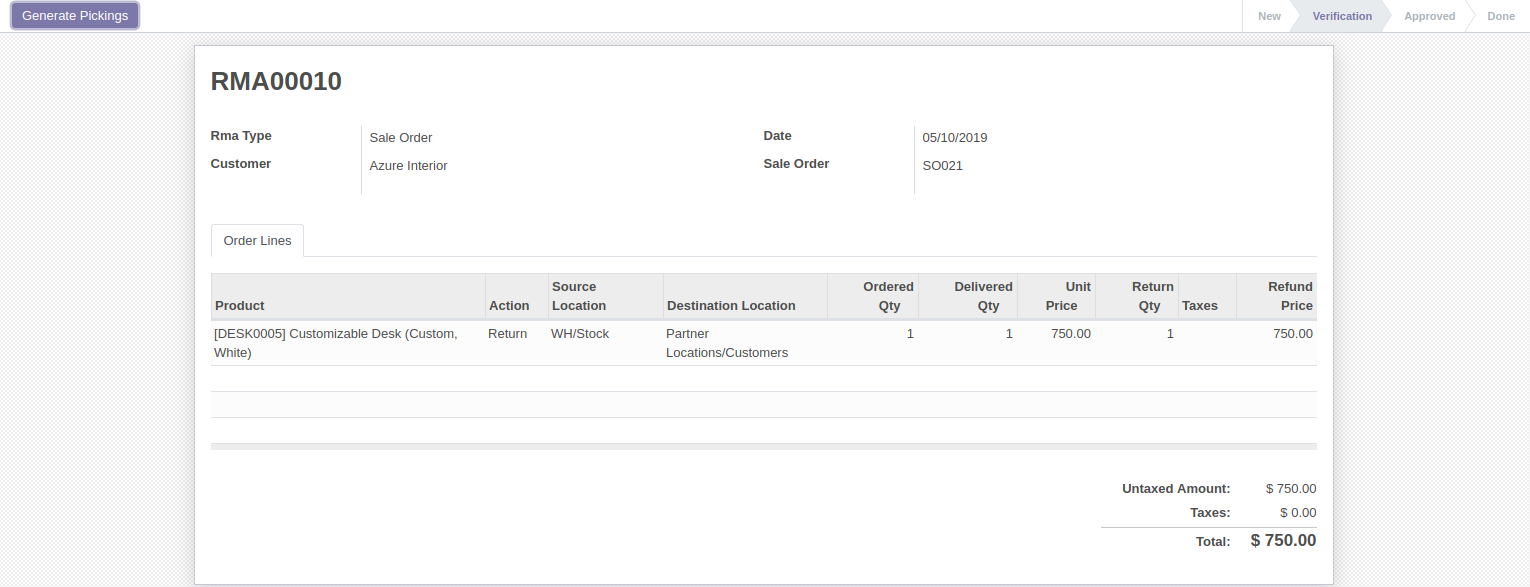 Generate Pickings
New Verification Approved Done
RMA00010
Rma Type Sale Order Date 05/10/2019
Customer Azure Interior Sale Order SO021
Order Lines
Source Ordered Delivered Unit Return Refund
Product Action Location Destination Location Qty Qty Price Qty Taxes Price
[DESK0005] Customizable Desk (Custom, Return WH/Stock Partner 1 1 750.00 1 750.00
White) Locations/Customers
Untaxed Amount: $ 750.00
Taxes: $ 0.00
Total: $ 750.00